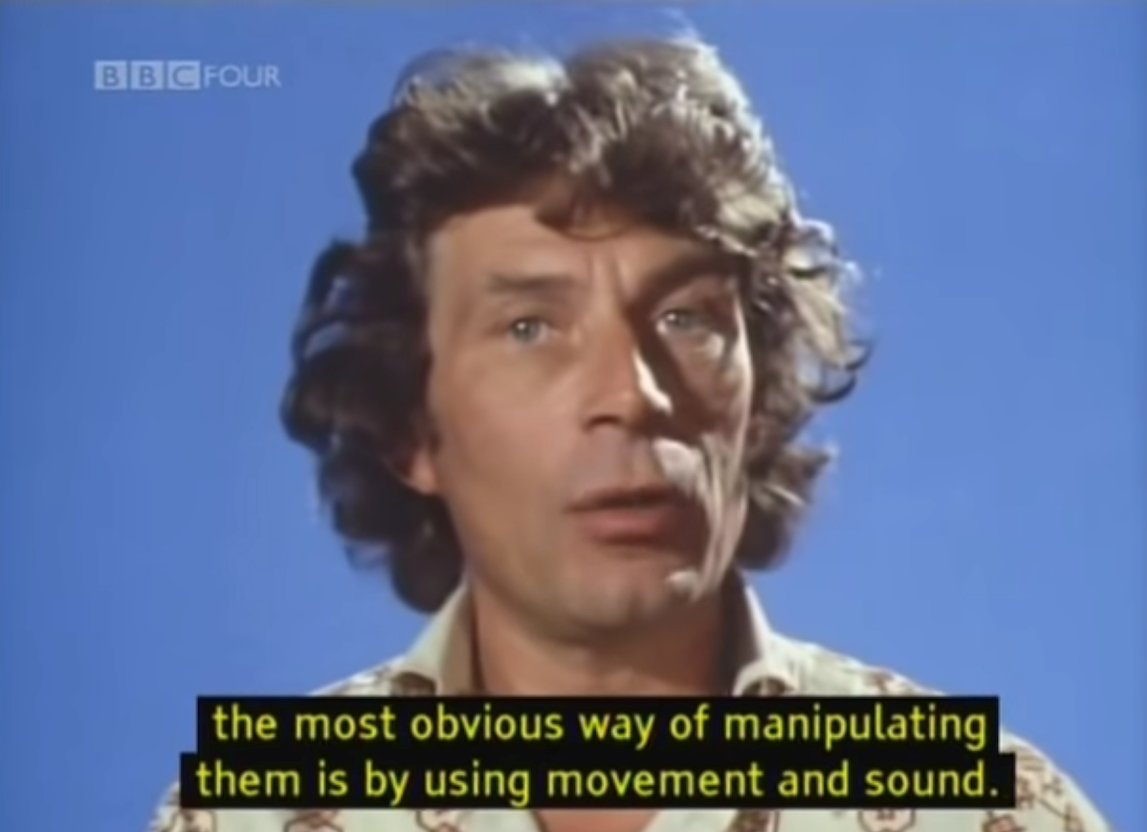 BBC FOUR
the most obvious way of manipulating
them is by using movement and sound.